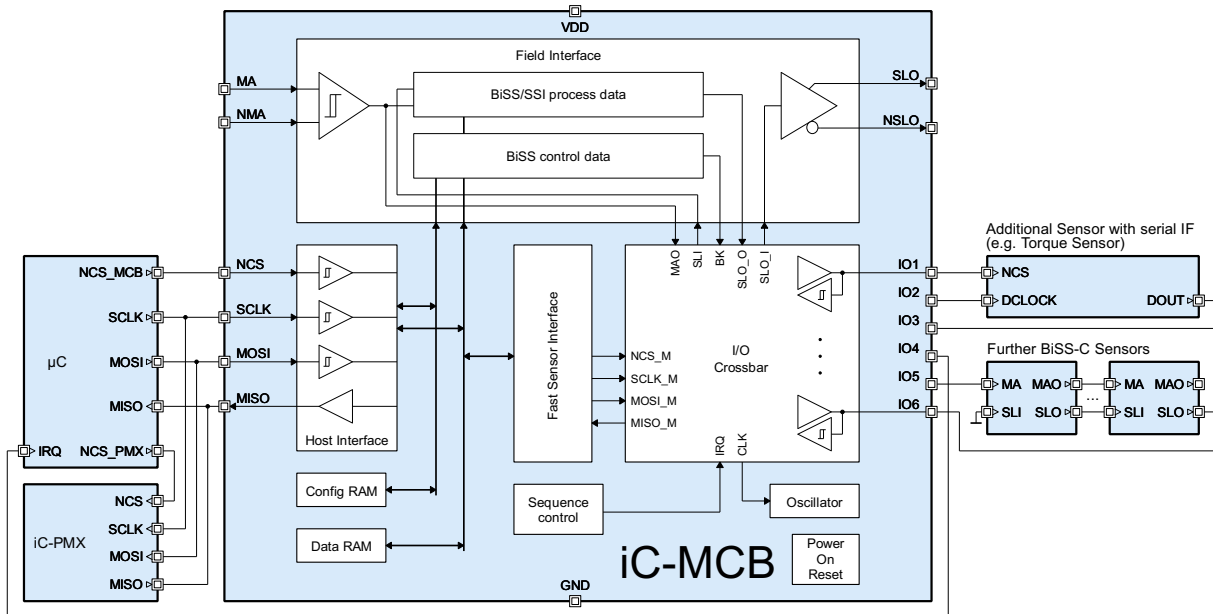 VDD
Field Interface
MA
NMA
BiSS/SSI process data
BiSS control data
SLO
NSLO
MAO
SLI
BK
SLO_O
SLO_I
NCS_MCB
SCLK
MOSI
µC
MISO
IRQ
NCS_PMX
NCS
SCLK
iC-PMX
MOSI
MISO
NCS
SCLK
MOSI
MISO
Host Interface
Config RAM
Data RAM
Fast Sensor Interface
NCS_M
SCLK_M
MOSI_M
MISO_M
I/O
Crossbar
IRQ
CLK
Sequence
control
Oscillator
iC-MCB
Power
On
Reset
GND
IO1
IO2
IO3
IO4
IO5
IO6
Additional Sensor with serial IF
(e.g. Torque Sensor)
NCS
DCLOCK
DOUT
Further BiSS-C Sensors
MA
MAO
SLI
SLO
...
MA
MAO
SLI
SLO